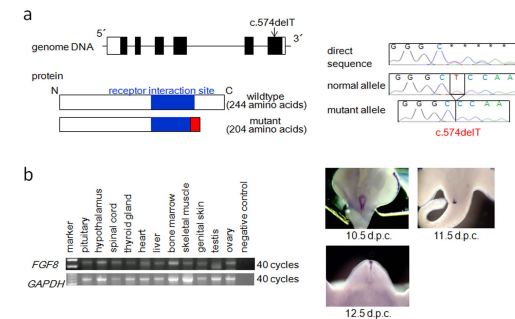 a
c.574delT
5´
3´
genome DNA
protein
N
receptor interaction site
C
wildtype
(244 amino acids)
mutant
(204 amino acids)
direct
sequence
G G G C * * * * *
normal allele
G G G C T C C A A
mutant allele
G G G C C C A A
c.574delT
b
marker
pituitary
hypothalamus
spinal cord
thyroid gland
heart
liver
bone marrow
skeletal muscle
genital skin
testis
ovary
negative control
FGF8
40 cycles
GAPDH
40 cycles
10.5 d.p.c.
11.5 d.p.c.
12.5 d.p.c.